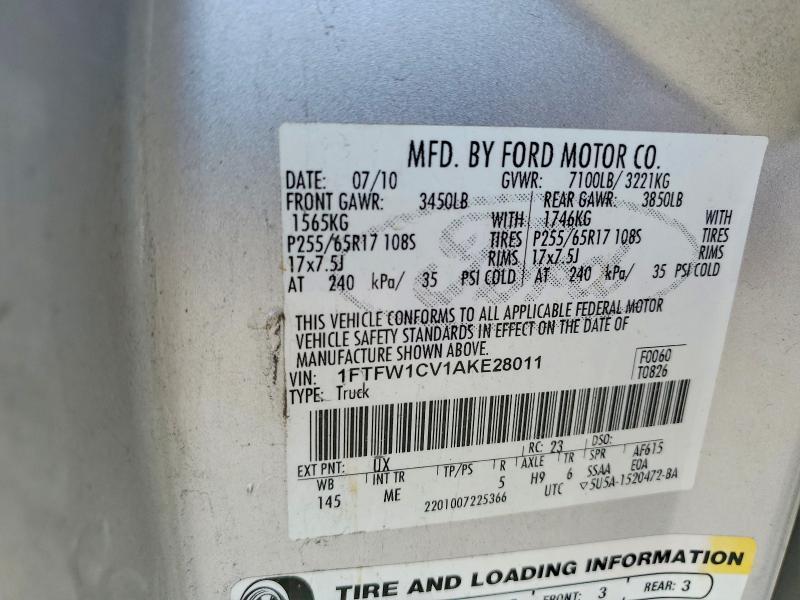 MFD. BY FORD MOTOR CO.
DATE: 07/10 GVWR: 7100LB/ 3221KG
FRONT GAWR: 3450LB REAR GAWR: 3850LB
1565KG WITH 1746KG WITH
P255/65R17 108S TIRES P255/65R17 108S TIRES
17x7.5J RIMS 17x7.5J RIMS
AT 240 kPa/ 35 PSI COLD AT 240 kPa/ 35 PSI COLD
THIS VEHICLE CONFORMS TO ALL APPLICABLE FEDERAL MOTOR
VEHICLE SAFETY STANDARDS IN EFFECT ON THE DATE OF
MANUFACTURE SHOWN ABOVE.
VIN: 1FTFW1CV1AKE28011 F0060
TYPE: Truck T0826
EXT PNT: UX RC: 23 DSO: AF615
WB INT TR TP/PS R AXLE TR SPR EOA
145 ME 5 H9 6 SSAA
2201007225366 UTC ▽5U5A-1520472-BA
TIRE AND LOADING INFORMATION
FRONT: 3 REAR: 3